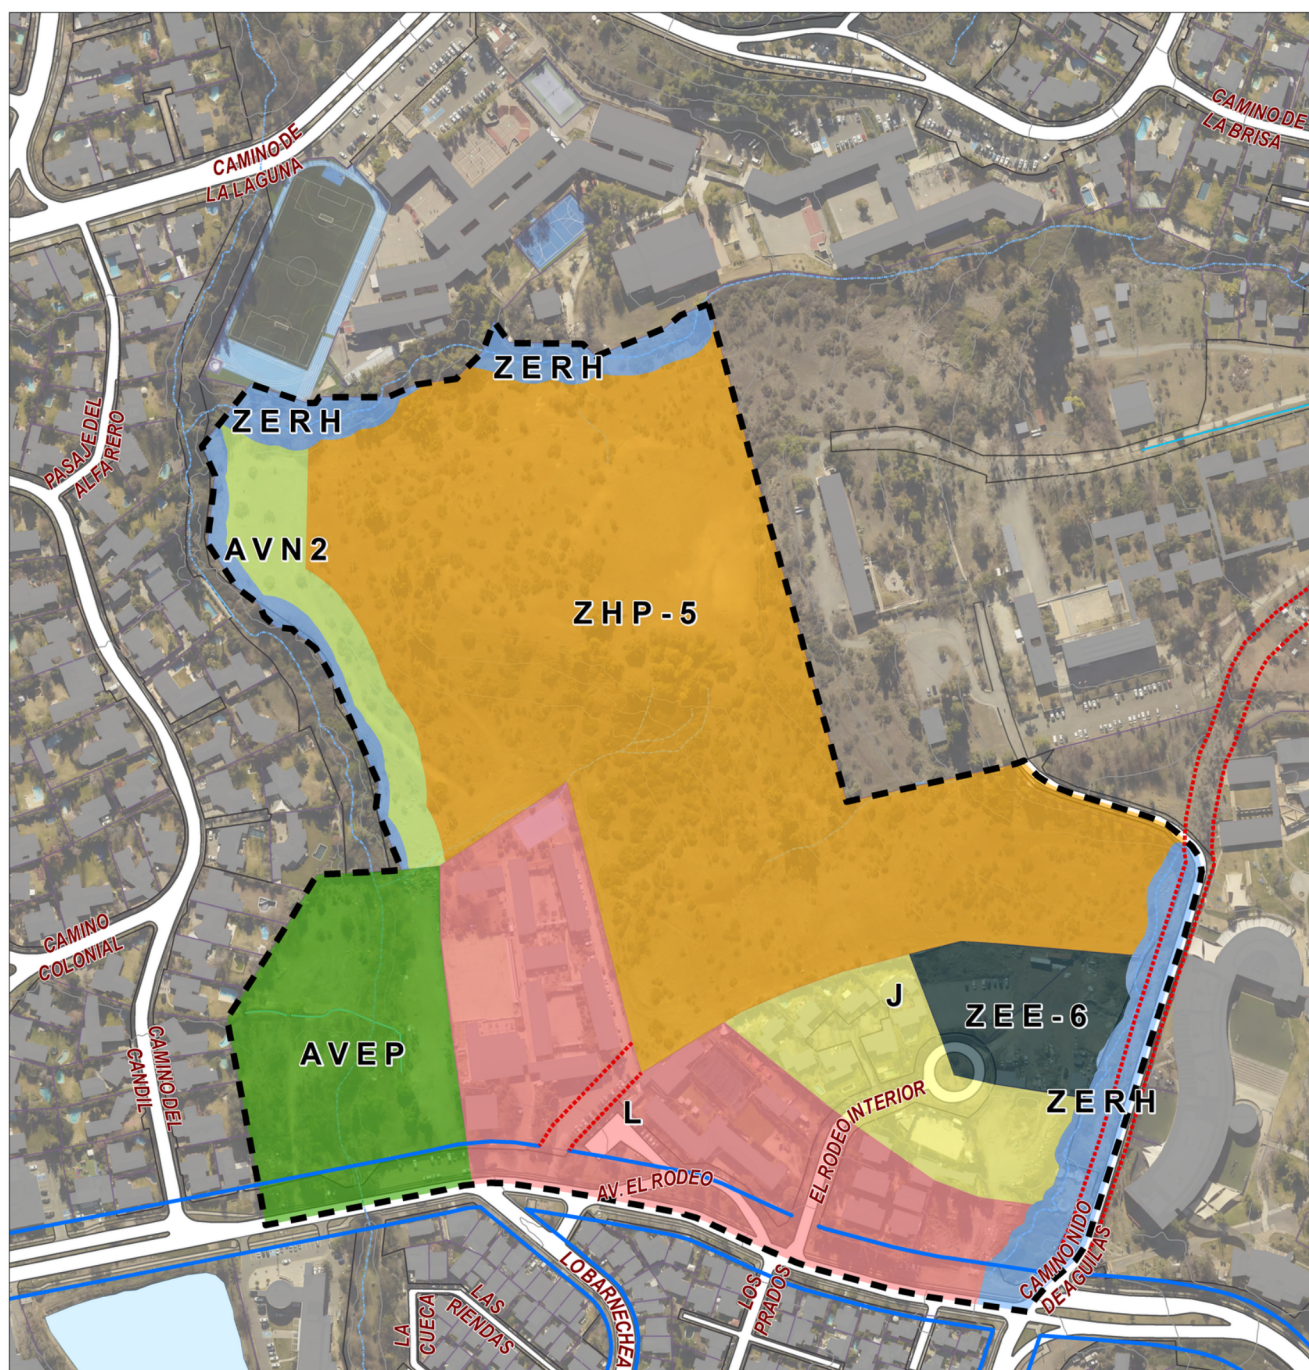 CAMINO DE
LA BRISA
CAMINO DE
LA LAGUNA
ZERH
ZERH
PASAJE DEL
ALFARERO
AVN2
ZHP-5
CAMINO
COLONIAL
J
ZEE-6
AVEP
CAMINO DEL
CANDIL
L
EL RODEO INTERIOR
ZERH
AV. EL RODEO
CAMINO NIDO
DE AGUILAS
LO BARNECHEA
LOS
PRADOS
LAS
RIENDAS
LA
CUECA